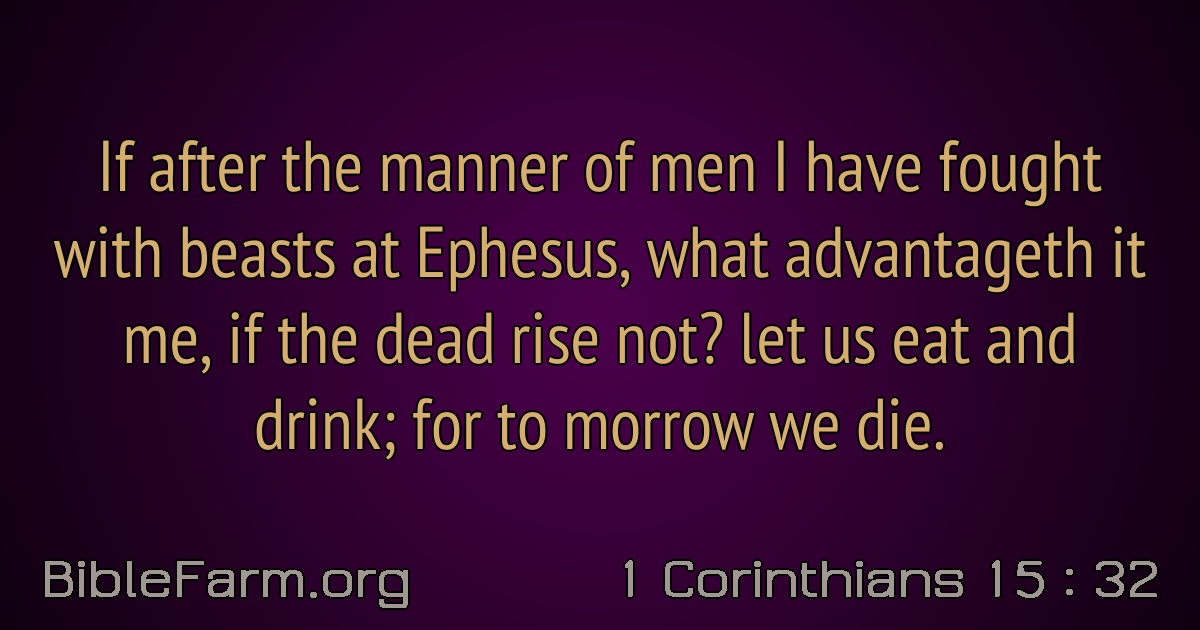 If after the manner of men I have fought
with beasts at Ephesus, what advantageth it
me, if the dead rise not? let us eat and
drink; for to morrow we die.
BibleFarm.org
1 Corinthians 15 : 32